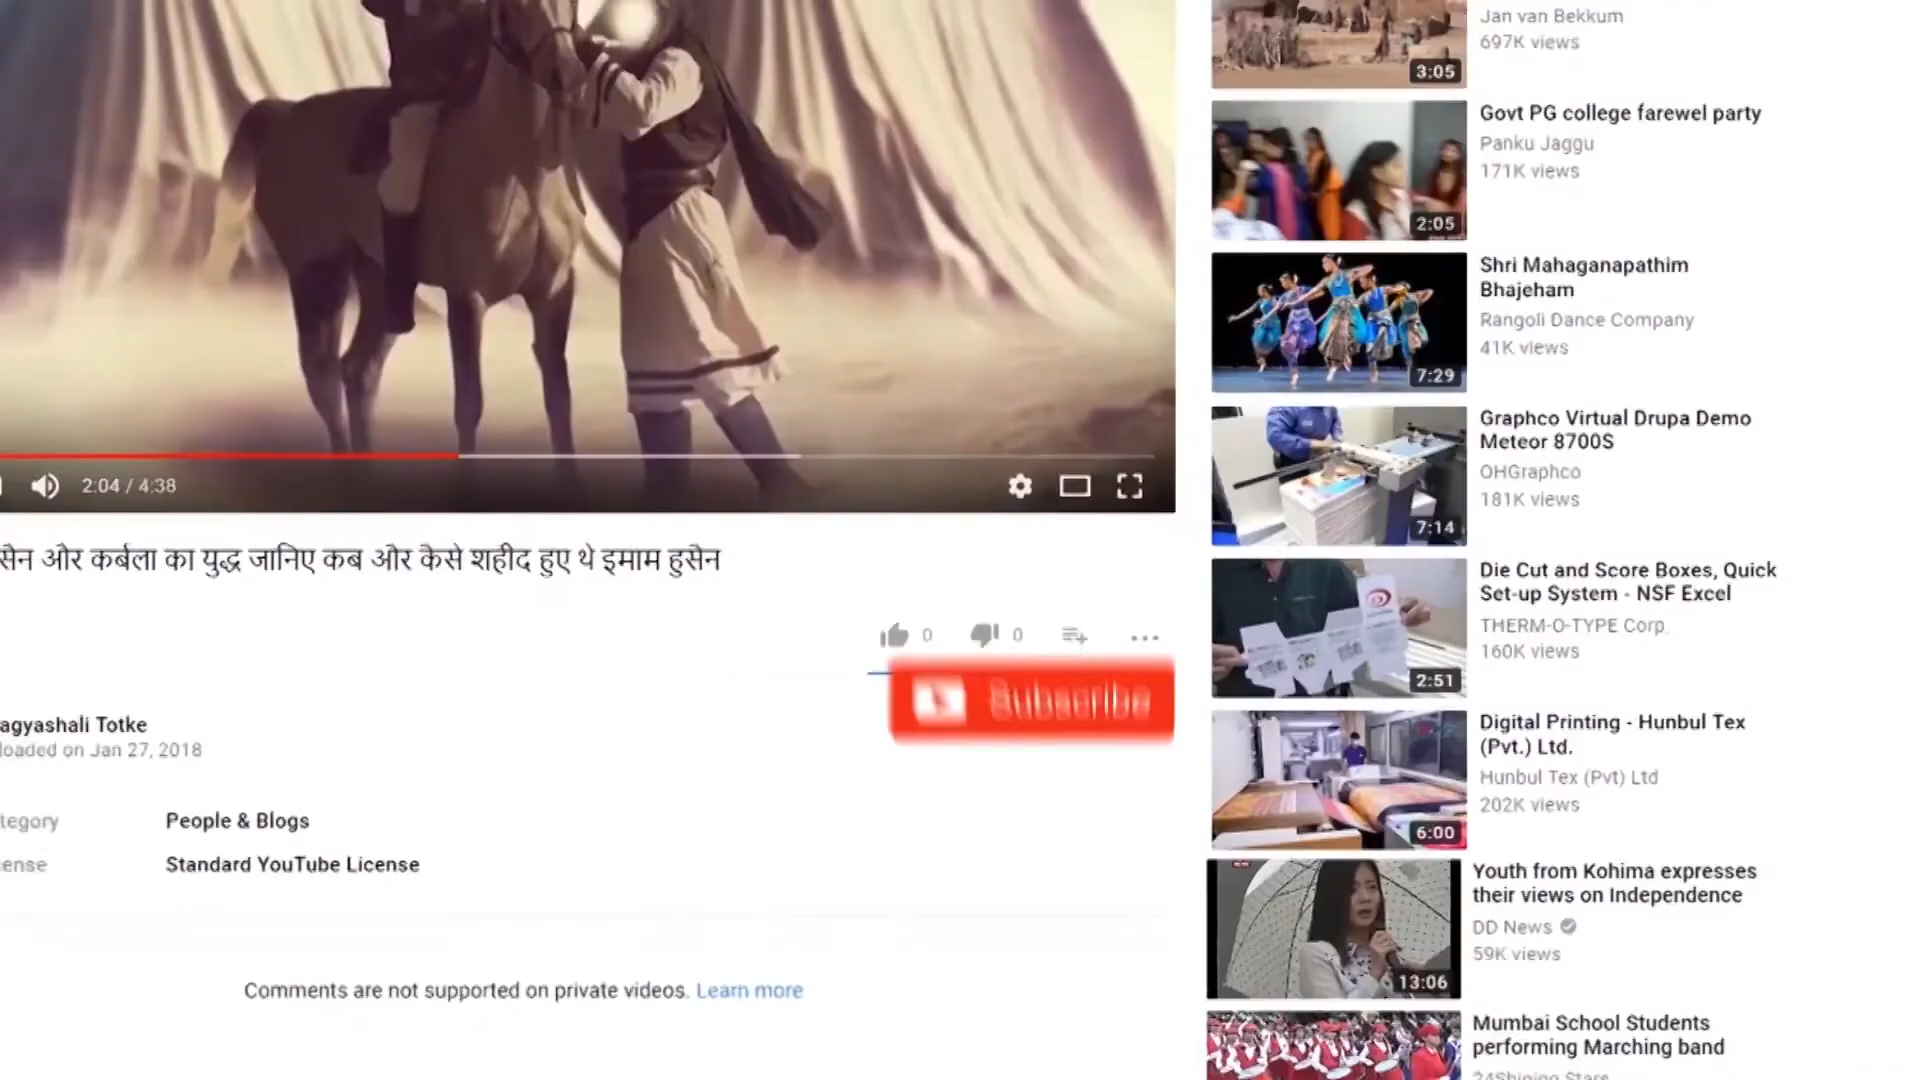 Jan van Bekkum
697K views
3:05
Govt PG college farewel party
Panku Jaggu
171K views
2:05
Shri Mahaganapathim
Bhajeham
Rangoli Dance Company
41K views
7:29
Graphco Virtual Drupa Demo
Meteor 8700S
OHGraphco
181K views
7:14
2:04 / 4:38
सेन ओर कर्बला का युद्ध जानिए कब ओर केसे शहीद हुए थे इमाम हुसेन
0
0
Subscribe
agyashali Totke
loaded on Jan 27, 2018
tegory
People & Blogs
ense
Standard YouTube License
Comments are not supported on private videos. Learn more
Die Cut and Score Boxes, Quick
Set-up System - NSF Excel
THERM-O-TYPE Corp.
160K views
2:51
Digital Printing - Hunbul Tex
(Pvt.) Ltd.
Hunbul Tex (Pvt) Ltd
202K views
6:00
Youth from Kohima expresses
their views on Independence
DD News
59K views
13:06
Mumbai School Students
performing Marching band
24Shining Stars